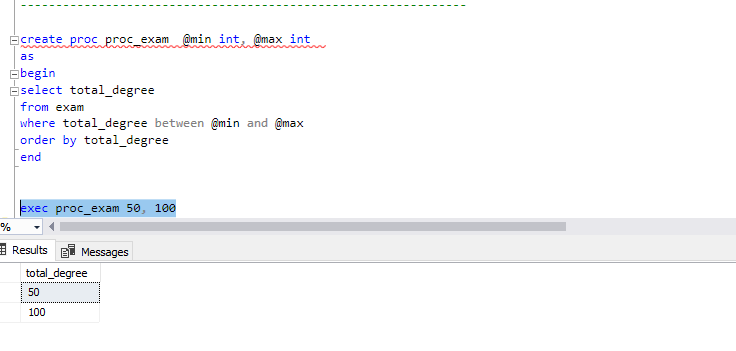 ------------------------------------------------------------
create proc proc_exam  @min int, @max int
as
begin
select total_degree
from exam
where total_degree between @min and @max
order by total_degree
end
exec proc_exam 50, 100
%
Results Messages
total_degree
50
100